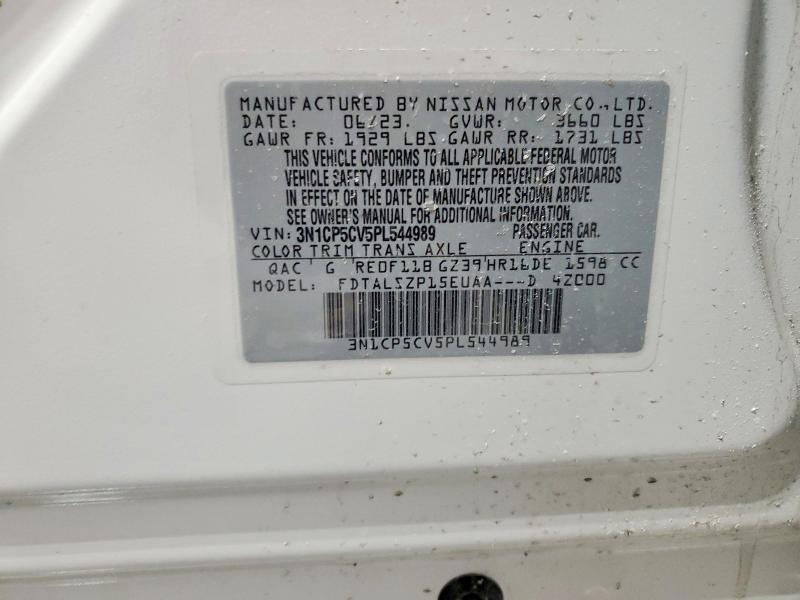 MANUFACTURED BY NISSAN MOTOR CO., LTD.
DATE: 06/23. GVWR: 3660 LBS
GAWR FR: 1929 LBS GAWR RR: 1731 LBS
THIS VEHICLE CONFORMS TO ALL APPLICABLE FEDERAL MOTOR
VEHICLE SAFETY, BUMPER AND THEFT PREVENTION STANDARDS
IN EFFECT ON THE DATE OF MANUFACTURE SHOWN ABOVE.
SEE OWNER'S MANUAL FOR ADDITIONAL INFORMATION.
VIN: 3N1CP5CV5PL544989 PASSENGER CAR.
COLOR TRIM TRANS AXLE ENGINE
QAC G RE0F11B GZ39 HR16DE 1598 CC
MODEL: FDTALSZP15EUAA---D 4Z000
3N1CP5CV5PL544989